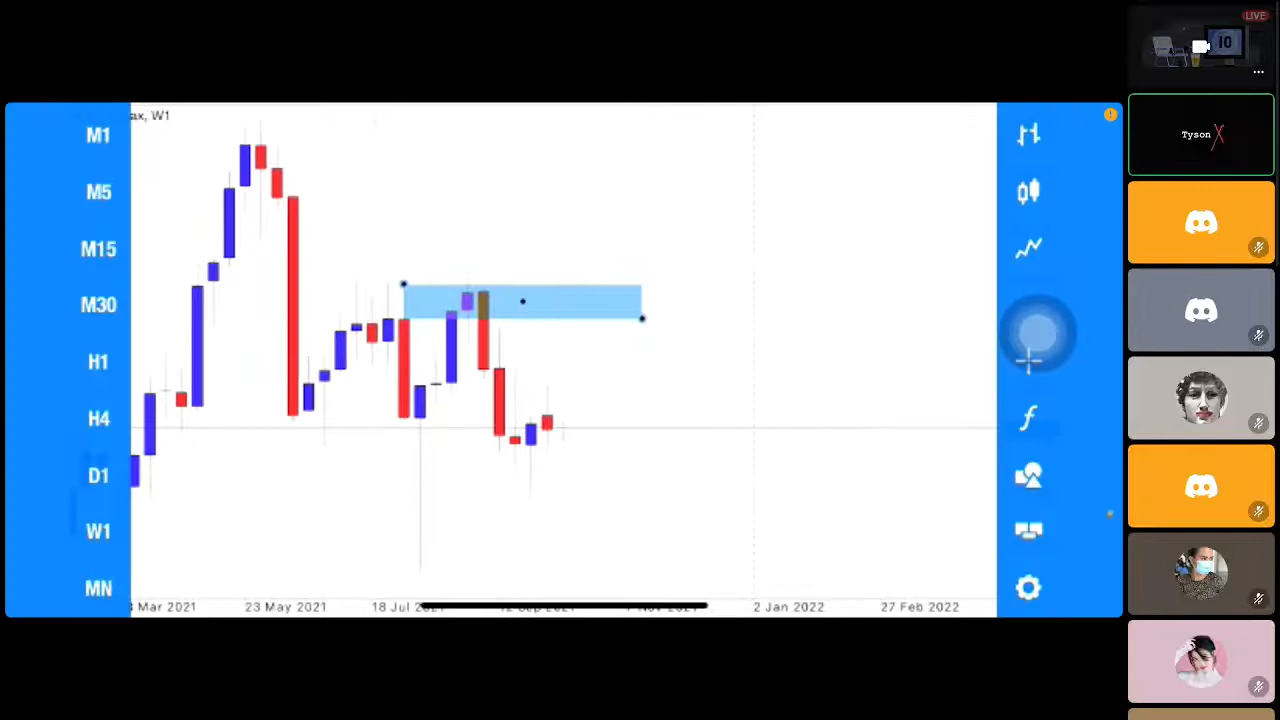 ax, W1
M1
M5
M15
M30
H1
H4
D1
W1
MN
Mar 2021
23 May 2021
18 Jul
2 Jan 2022
27 Feb 2022
LIVE
10
Tyson X